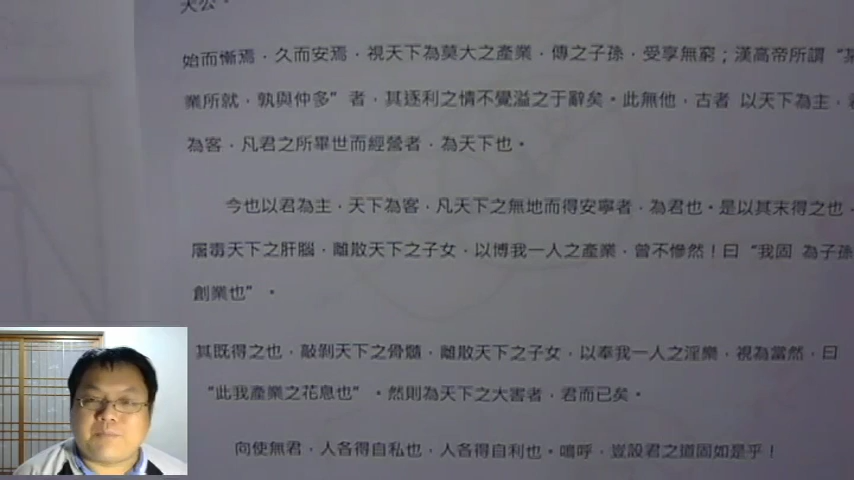 大公。
始而慚焉，久而安焉，視天下為莫大之產業，傳之子孫，受享無窮；漢高帝所謂“某
業所就，孰與仲多”者，其逐利之情不覺溢之于辭矣。此無他，古者 以天下為主，君
為客，凡君之所畢世而經營者，為天下也。
今也以君為主，天下為客，凡天下之無地而得安寧者，為君也。是以其未得之也，
屠毒天下之肝腦，離散天下之子女，以博我一人之產業，曾不慘然！曰“我固 為子孫
創業也”。
其既得之也，敲剝天下之骨髓，離散天下之子女，以奉我一人之淫樂，視為當然，曰
“此我產業之花息也”。然則為天下之大害者，君而已矣。
向使無君，人各得自私也，人各得自利也。嗚呼，豈設君之道固如是乎！